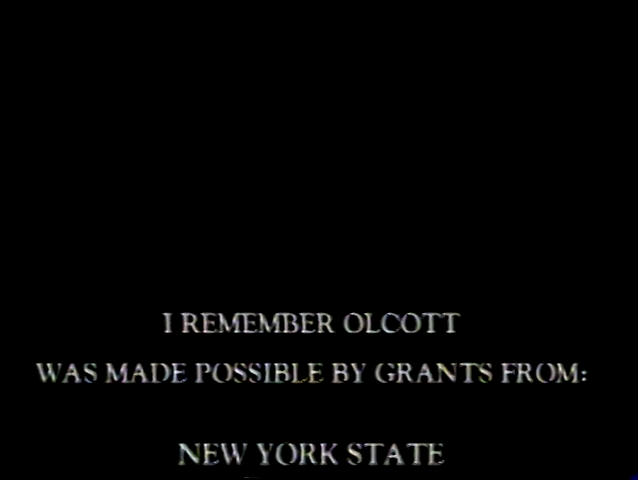 I REMEMBER OLCOTT
WAS MADE POSSIBLE BY GRANTS FROM:
NEW YORK STATE